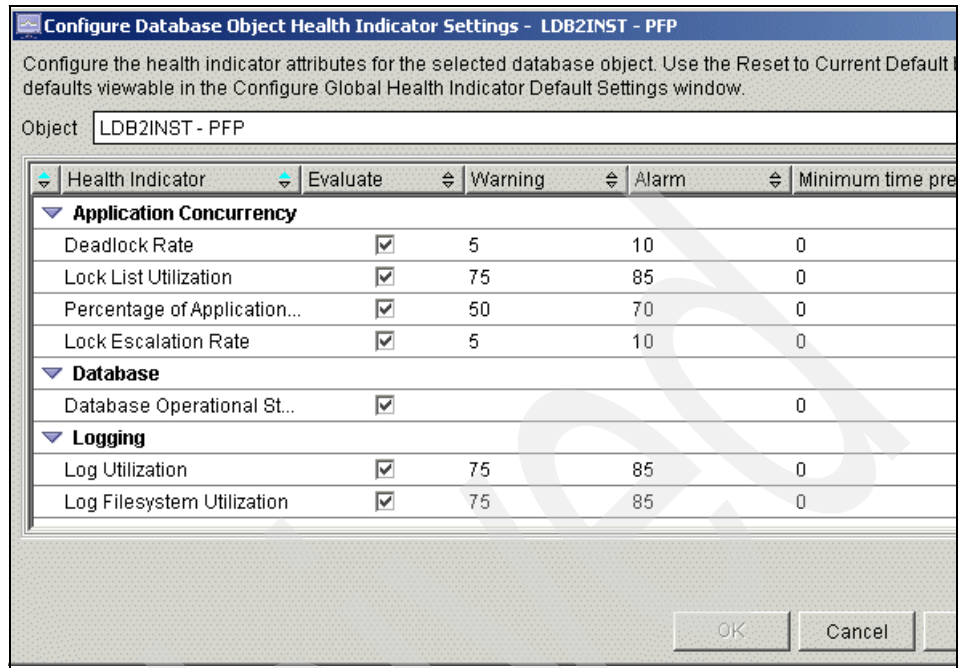 Configure Database Object Health Indicator Settings - LDB2INST - PFP
Configure the health indicator attributes for the selected database object. Use the Reset to Current Default
defaults viewable in the Configure Global Health Indicator Default Settings window.
Object LDB2INST - PFP
Health Indicator Evaluate Warning Alarm Minimum time pre
Application Concurrency
Deadlock Rate 5 10 0
Lock List Utilization 75 85 0
Percentage of Application... 50 70 0
Lock Escalation Rate 5 10 0
Database
Database Operational St... 0
Logging
Log Utilization 75 85 0
Log Filesystem Utilization 75 85 0
OK Cancel